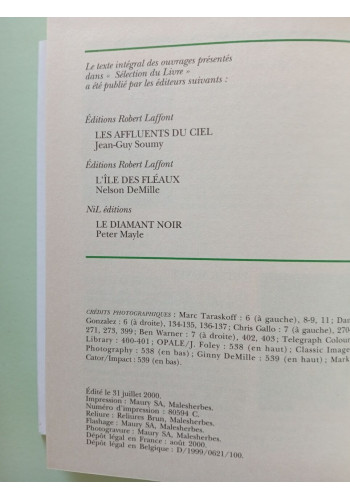 Le texte intégral des ouvrages présentés
dans « Sélection du Livre »
a été publié par les éditeurs suivants :
Éditions Robert Laffont
LES AFFLUENTS DU CIEL
Jean-Guy Soumy
Éditions Robert Laffont
L'ÎLE DES FLÉAUX
Nelson DeMille
NiL éditions
LE DIAMANT NOIR
Peter Mayle
CRÉDITS PHOTOGRAPHIQUES : Marc Taraskoff : 6 (à gauche), 8-9, 11; Dan
Gonzalez : 6 (à droite), 134-135, 136-137; Chris Gallo : 7 (à gauche), 270-
271, 273, 399; Ben Warner : 7 (à droite), 402, 403; Telegraph Colour
Library : 400-401; OPALE/J. Foley : 538 (en haut); Classic Image
Photography : 538 (en bas); Ginny DeMille : 539 (en haut); Mark
Cator/Impact : 539 (en bas).
Édité le 31 juillet 2000.
Impression : Maury SA, Malesherbes.
Numéro d'impression : 80594 C.
Reliure : Reliures Brun, Malesherbes.
Flashage : Maury SA, Malesherbes.
Photogravure : SA, Malesherbes.
Dépôt légal en France : août 2000.
Dépôt légal en Belgique : D/1999/0621/100.